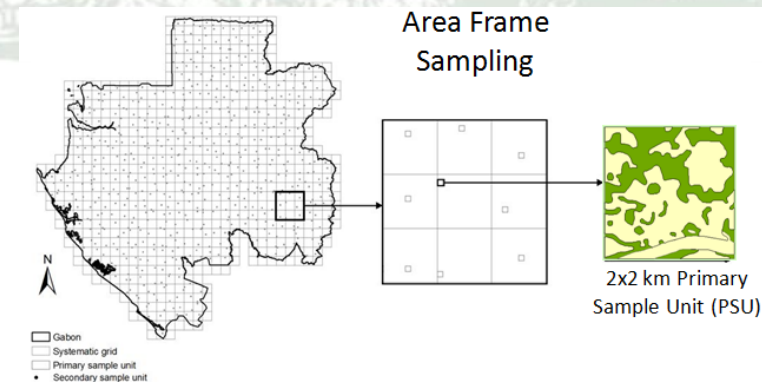 Area Frame
Sampling
N
Gabon
Systematic grid
Primary sample unit
Secondary sample unit
2x2 km Primary
Sample Unit (PSU)